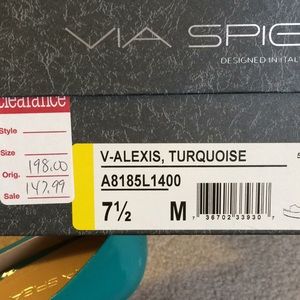 VIA SPIG
DESIGNED IN ITAL
clearance
Style
Size
Orig. 198.00
Sale 147.99
V-ALEXIS, TURQUOISE
A8185L1400
7½ M
7 36702 33930 7